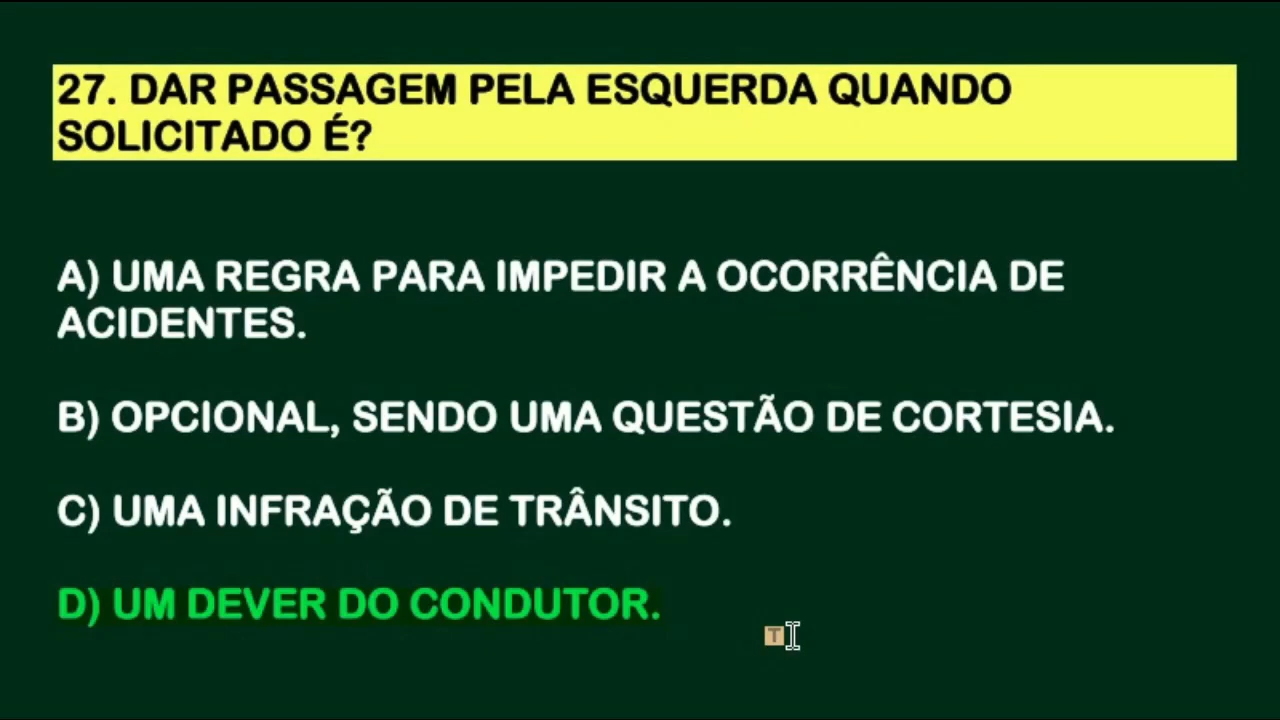 27. DAR PASSAGEM PELA ESQUERDA QUANDO
SOLICITADO É?
A) UMA REGRA PARA IMPEDIR A OCORRÊNCIA DE
ACIDENTES.
B) OPCIONAL, SENDO UMA QUESTÃO DE CORTESIA.
C) UMA INFRAÇÃO DE TRÂNSITO.
D) UM DEVER DO CONDUTOR.
T